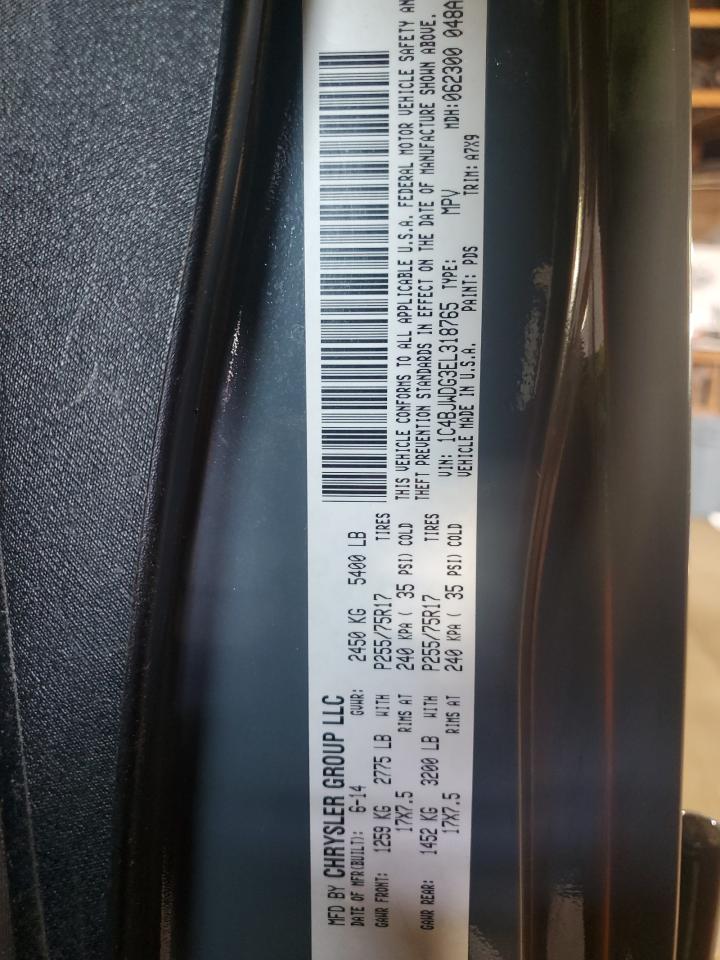 MFD BY CHRYSLER GROUP LLC
DATE OF MFR(BUILT): 6-14 GVWR: 2450 KG 5400 LB
GAWR FRONT: 1259 KG 2775 LB WITH P255/75R17 TIRES
17X7.5 RIMS AT 240 KPA ( 35 PSI) COLD
GAWR REAR: 1452 KG 3200 LB WITH P255/75R17 TIRES
17X7.5 RIMS AT 240 KPA ( 35 PSI) COLD
THIS VEHICLE CONFORMS TO ALL APPLICABLE U.S.A. FEDERAL MOTOR VEHICLE SAFETY AN
THEFT PREVENTION STANDARDS IN EFFECT ON THE DATE OF MANUFACTURE SHOWN ABOVE.
VIN: 1C4BJWDG3EL318765 TYPE: MPV MDH:062300 048A
VEHICLE MADE IN U.S.A. PAINT: PDS TRIM: A7X9